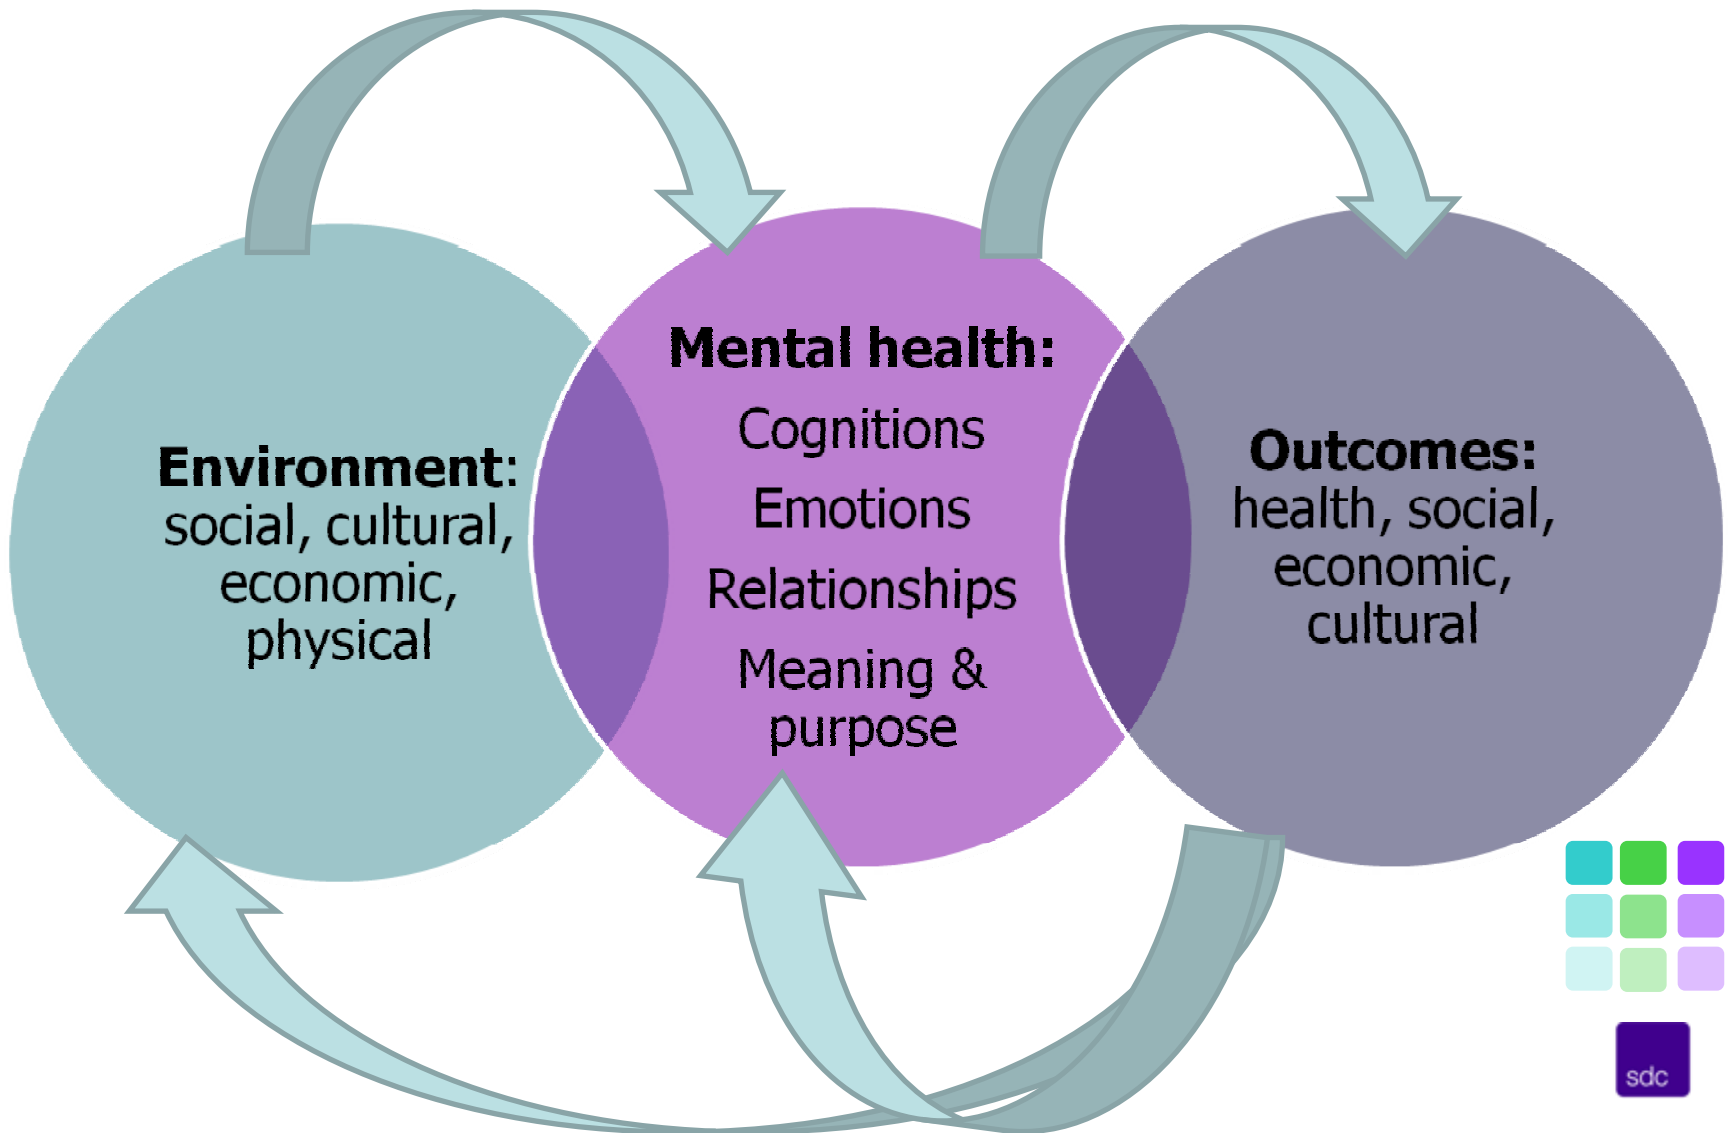 Environment:
social, cultural,
economic,
physical
Mental health:
Cognitions
Emotions
Relationships
Meaning &
purpose
Outcomes:
health, social,
economic,
cultural
sdc